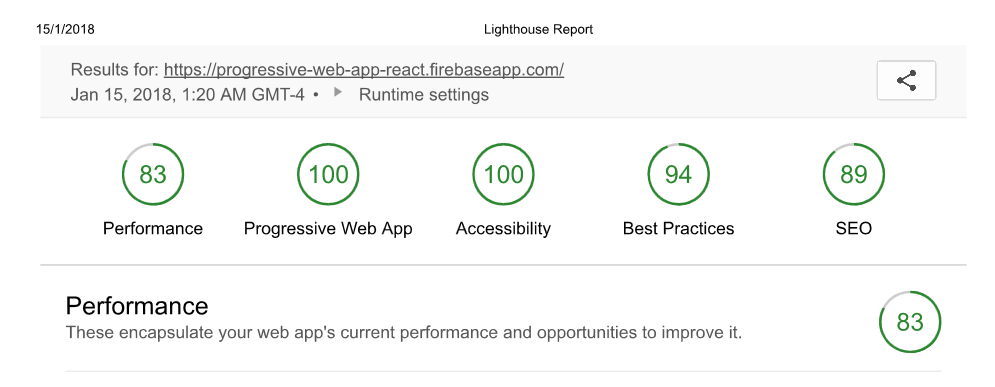 15/1/2018 Lighthouse Report
Results for: https://progressive-web-app-react.firebaseapp.com/
Jan 15, 2018, 1:20 AM GMT-4 • ▶ Runtime settings
83 100 100 94 89
Performance Progressive Web App Accessibility Best Practices SEO
Performance
These encapsulate your web app's current performance and opportunities to improve it.
83